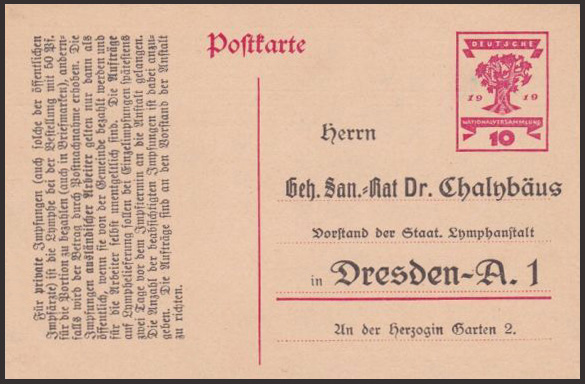 Für private Impfungen (auch solche der öffentlichen
Impfärzte) ist die Lymphe bei der Bestellung mit 50 Pf.
für die Portion zu bezahlen (auch in Briefmarken), andern-
falls wird der Betrag durch Postnachnahme erhoben. Die
Impfungen ausländischer Arbeiter gelten nur dann als
öffentlich, wenn sie von der Gemeinde bezahlt werden und
für die Arbeiter selbst unentgeltlich sind. Die Aufträge
auf Lymphelieferung sollen bei Einzelimpfungen spätestens
zwei Tage vor dem Impftermin an die Anstalt gelangen.
Die Anzahl der beabsichtigten Impfungen ist dabei anzu-
geben. Die Aufträge sind an den Vorstand der Anstalt
zu richten.
Postkarte
DEUTSCHE
1919
NATIONALVERSAMMLUNG
10
Herrn
Geh. San.-Rat Dr. Chalybäus
Vorstand der Staat. Lymphanstalt
in Dresden-A. 1
An der Herzogin Garten 2.